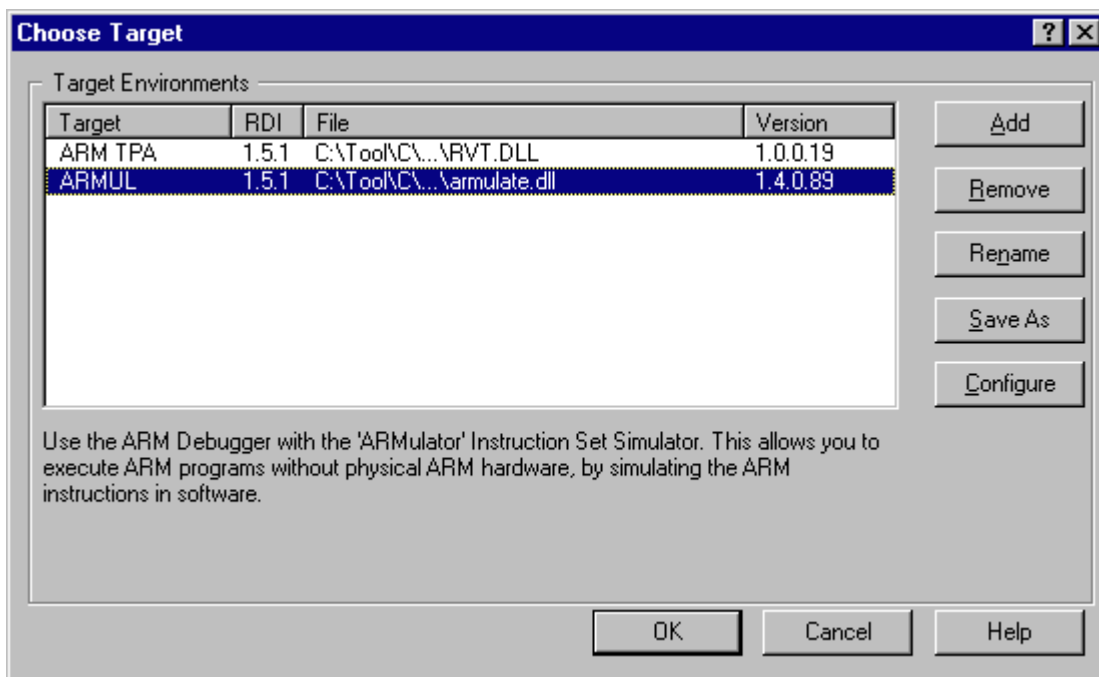 Choose Target
Target Environments
Target RDI File Version
ARM TPA 1.5.1 C:\Tool\C\...\RVT.DLL 1.0.0.19
ARMUL 1.5.1 C:\Tool\C\...\armulate.dll 1.4.0.89
Add
Remove
Rename
Save As
Configure
Use the ARM Debugger with the 'ARMulator' Instruction Set Simulator. This allows you to
execute ARM programs without physical ARM hardware, by simulating the ARM
instructions in software.
OK Cancel Help